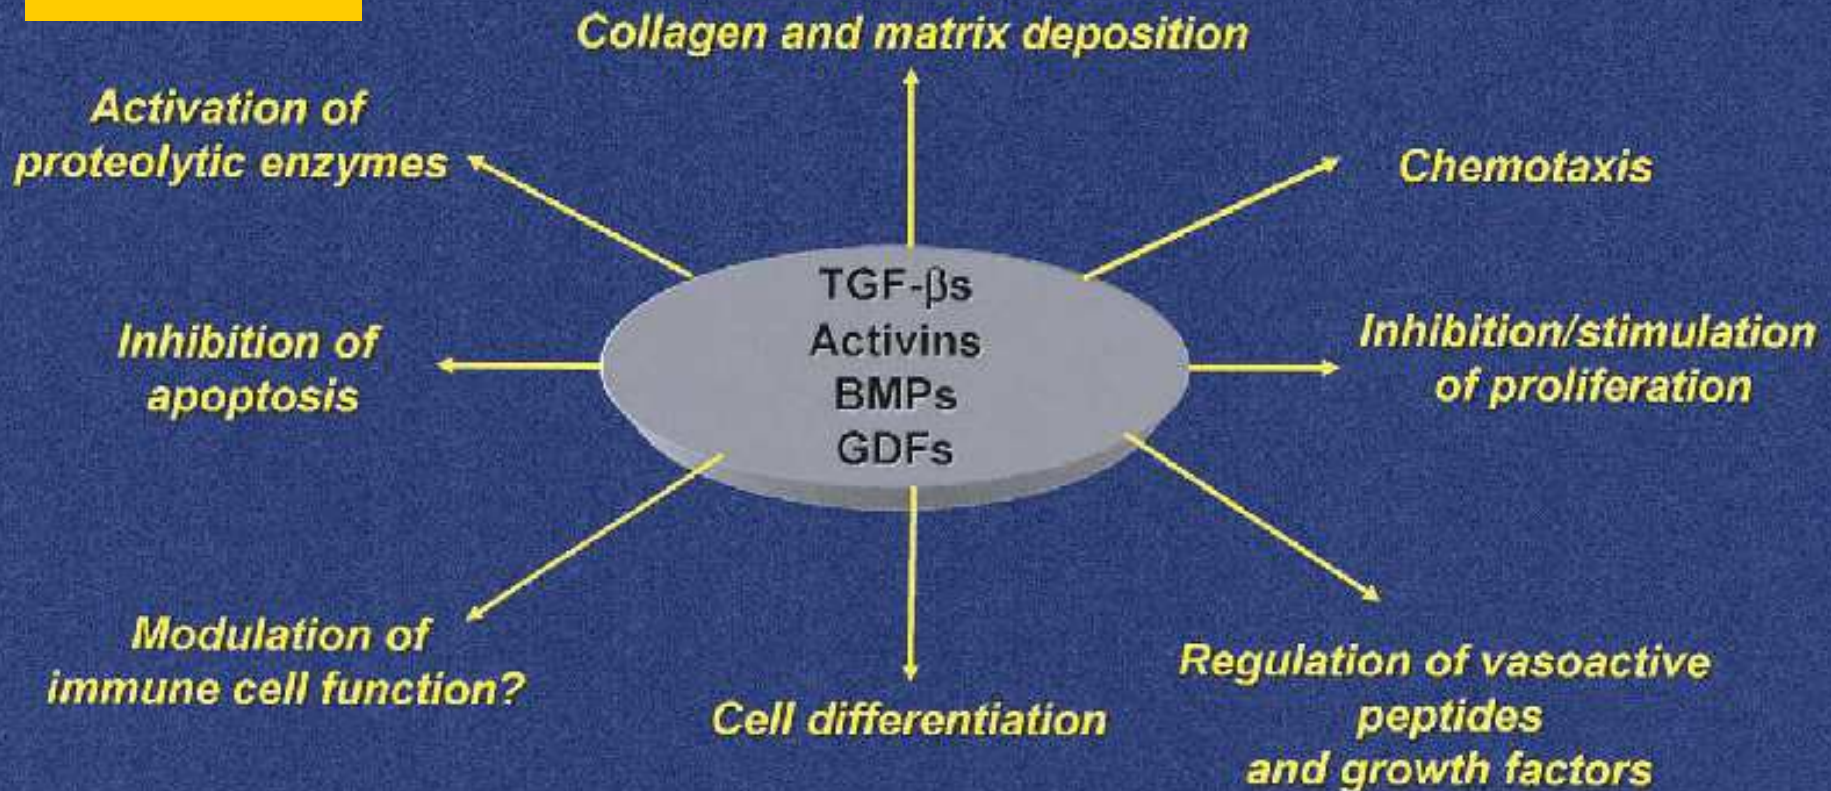 Collagen and matrix deposition
Activation of
proteolytic enzymes
Chemotaxis
TGF-βs
Activins
BMPs
GDFs
Inhibition of
apoptosis
Inhibition/stimulation
of proliferation
Modulation of
immune cell function?
Cell differentiation
Regulation of vasoactive
peptides
and growth factors